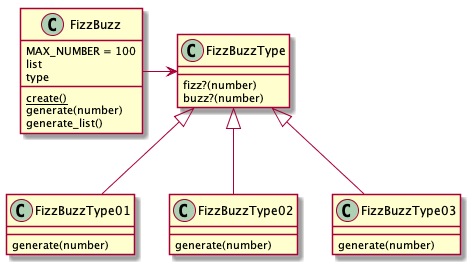 C FizzBuzz
MAX_NUMBER = 100
list
type
create()
generate(number)
generate_list()
C FizzBuzzType
fizz?(number)
buzz?(number)
C FizzBuzzType01
generate(number)
C FizzBuzzType02
generate(number)
C FizzBuzzType03
generate(number)